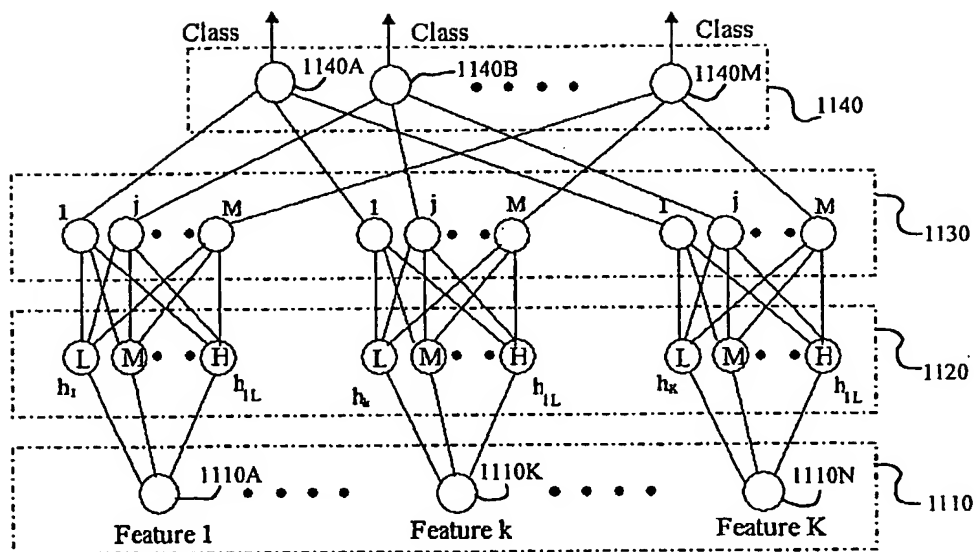 Class Class Class
1140A 1140B 1140M
1140
1 j M 1 j M 1 j M
1130
L M H L M H L M H
1120
h1 h1L hk h1L hK h1L
1110A 1110K 1110N
1110
Feature 1 Feature k Feature K